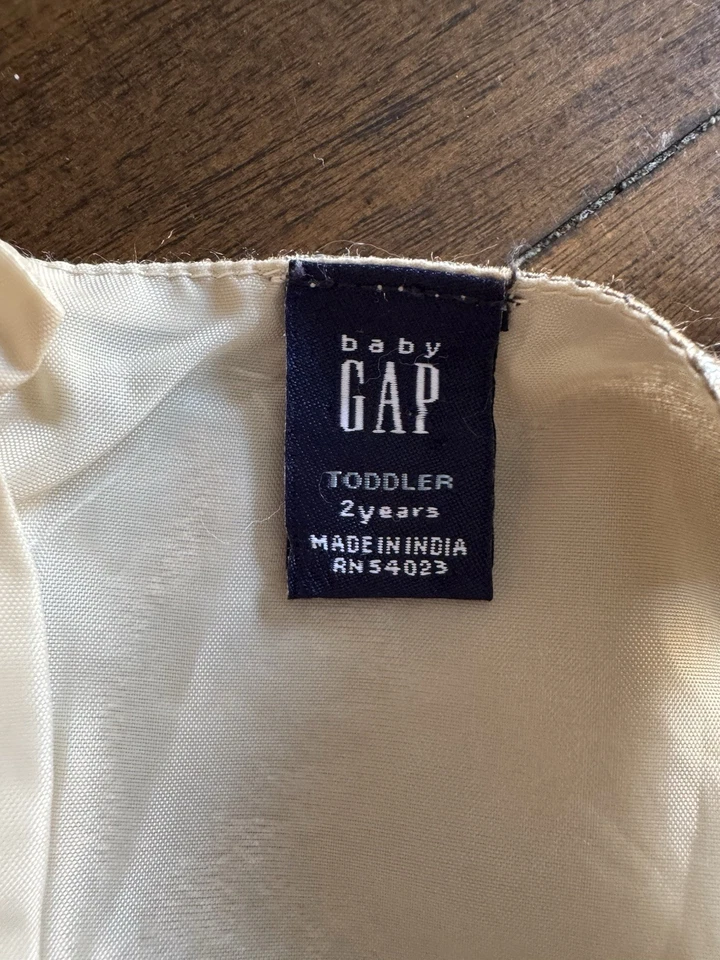 baby
GAP
TODDLER
2years
MADE IN INDIA
RN54023